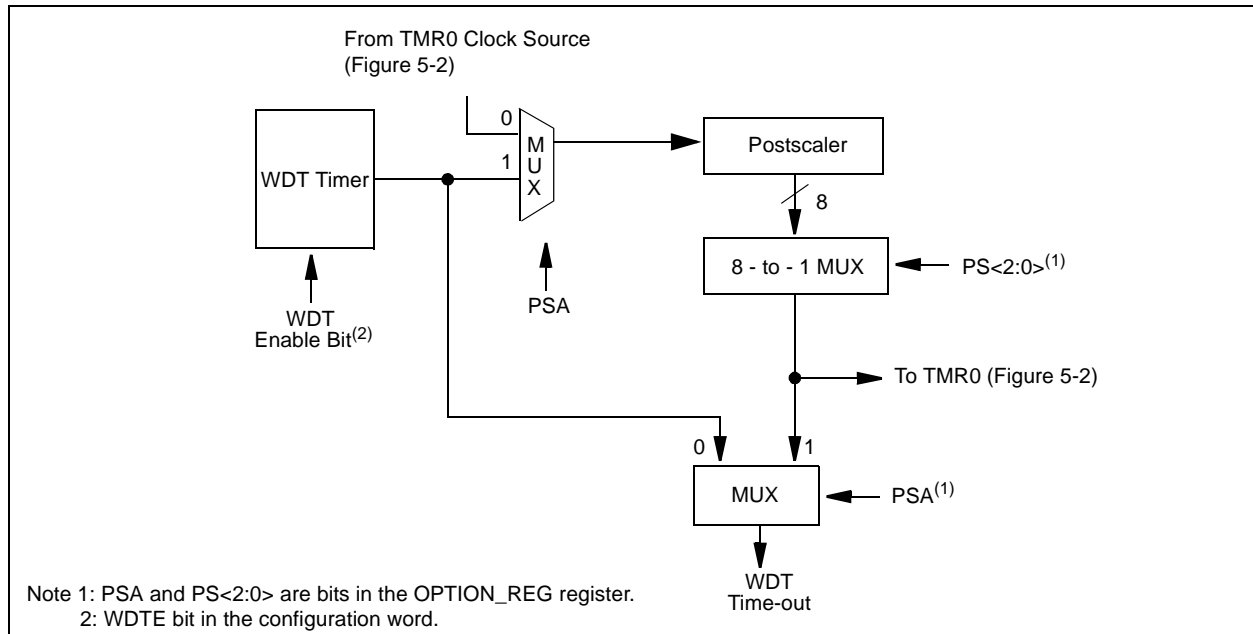 From TMR0 Clock Source
(Figure 5-2)
0
1
MUX
WDT Timer
Postscaler
8
8 - to - 1 MUX
PS<2:0>(1)
PSA
WDT
Enable Bit(2)
To TMR0 (Figure 5-2)
0
1
MUX
PSA(1)
WDT
Time-out
Note 1: PSA and PS<2:0> are bits in the OPTION_REG register.
2: WDTE bit in the configuration word.